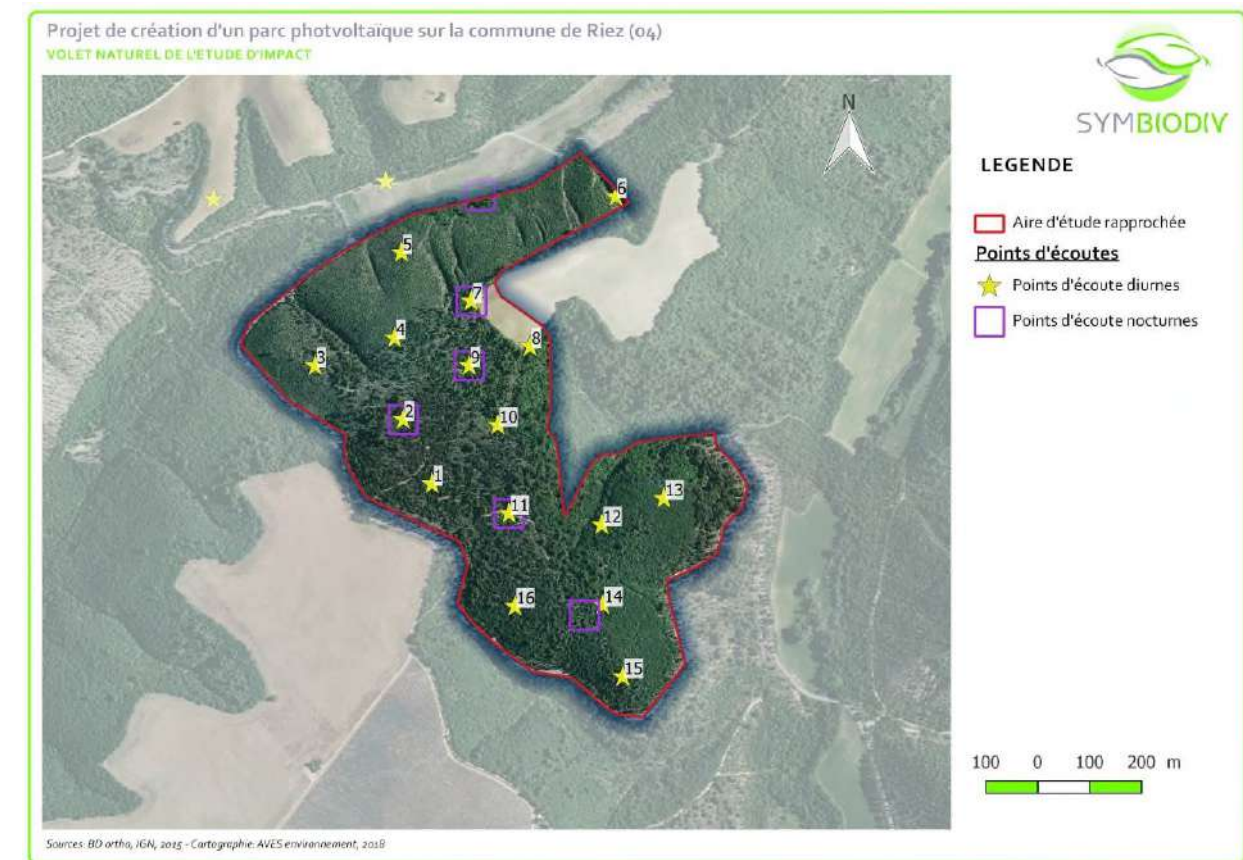 Projet de création d'un parc photvoltaïque sur la commune de Riez (04)
VOLET NATUREL DE L'ETUDE D'IMPACT
SYMBIODIV
N
LEGENDE
Aire d'étude rapprochée
Points d'écoutes
Points d'écoute diurnes
Points d'écoute nocturnes
6
5
7
4
8
3
9
2
10
1
13
11
12
16
14
15
100 0 100 200 m
Sources: BD ortho, IGN, 2015 - Cartographie: AVES environnement, 2018